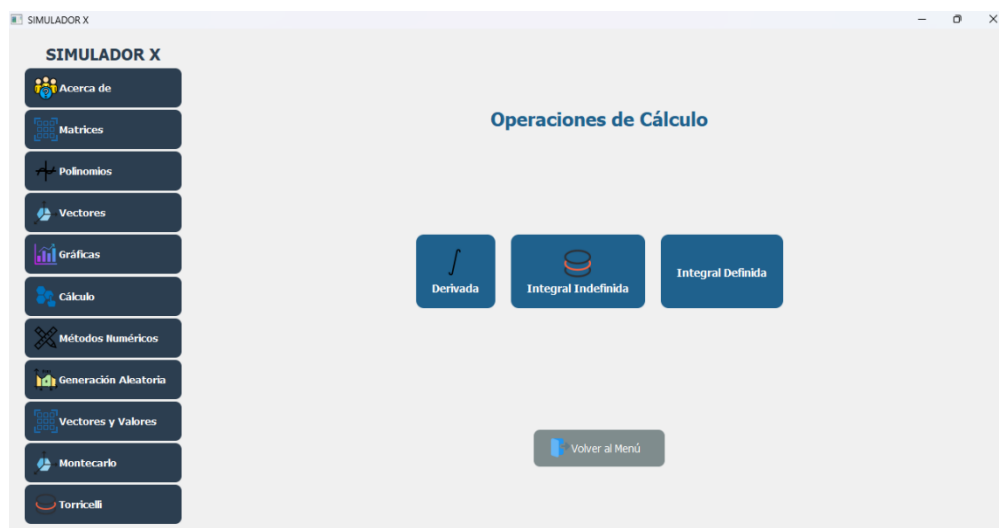 SIMULADOR X
SIMULADOR X
Acerca de
Matrices
Polinomios
Vectores
Gráficas
Cálculo
Métodos Numéricos
Generación Aleatoria
Vectores y Valores
Montecarlo
Torricelli
Operaciones de Cálculo
Derivada
Integral Indefinida
Integral Definida
Volver al Menú